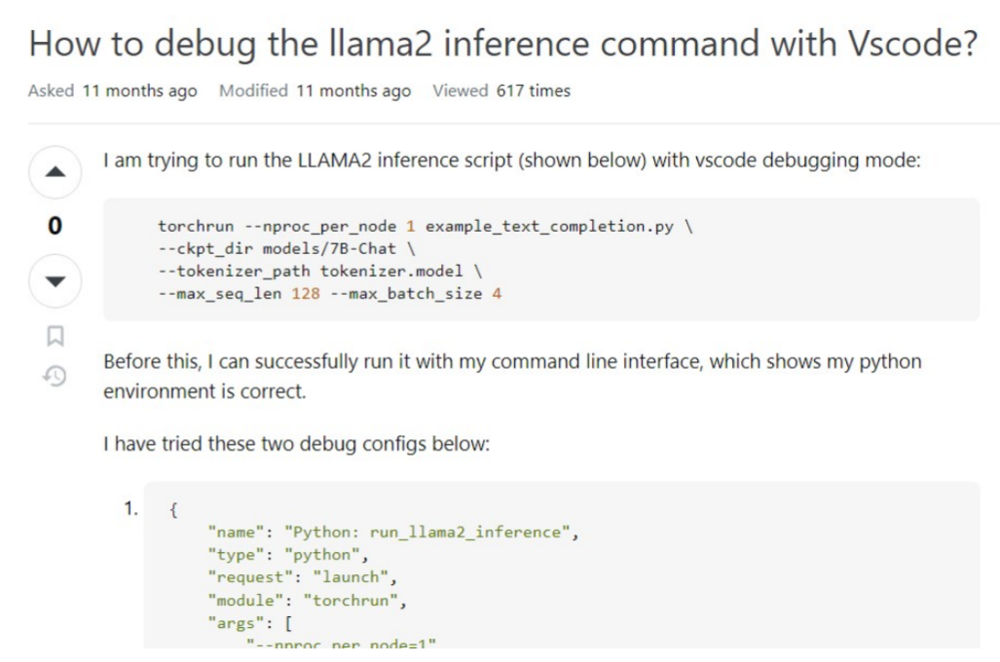 How to debug the llama2 inference command with Vscode?
Asked 11 months ago Modified 11 months ago Viewed 617 times
I am trying to run the LLAMA2 inference script (shown below) with vscode debugging mode:
0
torchrun --nproc_per_node 1 example_text_completion.py \
--ckpt_dir models/7B-Chat \
--tokenizer_path tokenizer.model \
--max_seq_len 128 --max_batch_size 4
Before this, I can successfully run it with my command line interface, which shows my python
environment is correct.
I have tried these two debug configs below:
1. {
"name": "Python: run_llama2_inference",
"type": "python",
"request": "launch",
"module": "torchrun",
"args": [
"--nproc_per_node=1"